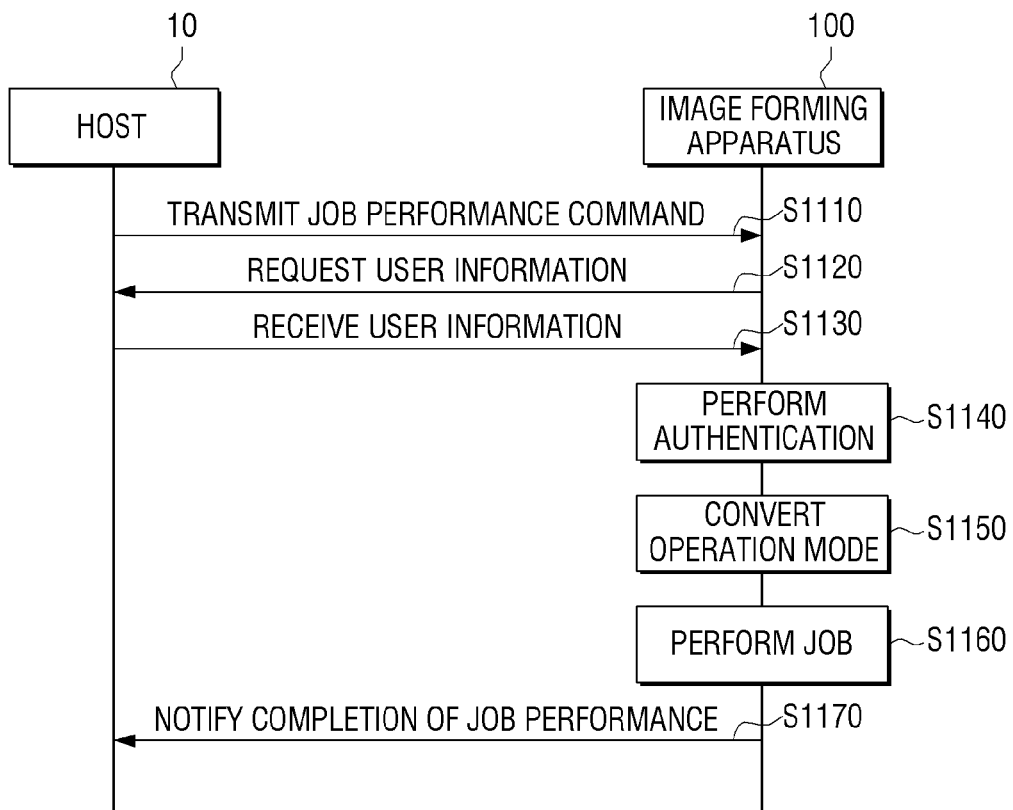 10
100
HOST
IMAGE FORMING
APPARATUS
TRANSMIT JOB PERFORMANCE COMMAND
S1110
REQUEST USER INFORMATION
S1120
RECEIVE USER INFORMATION
S1130
PERFORM
AUTHENTICATION
S1140
CONVERT
OPERATION MODE
S1150
PERFORM JOB
S1160
NOTIFY COMPLETION OF JOB PERFORMANCE
S1170